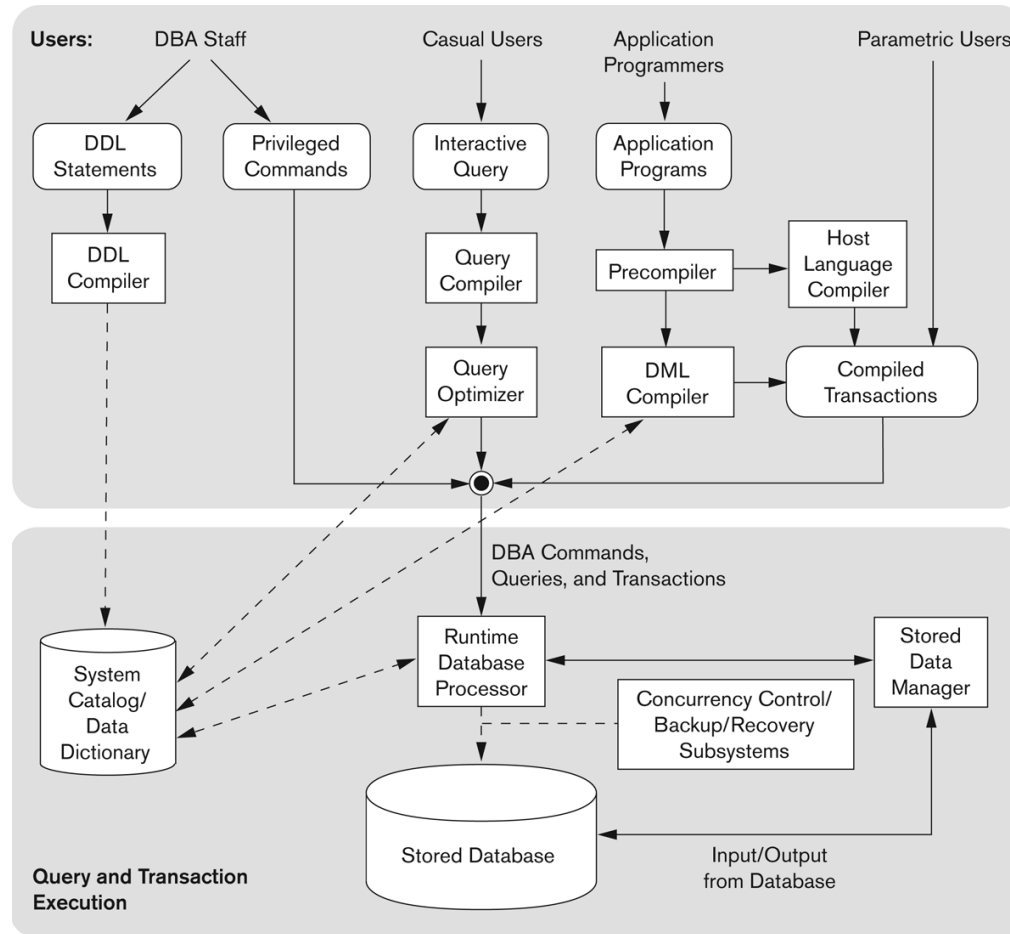 Users:
DBA Staff
Casual Users
Application
Programmers
Parametric Users
DDL
Statements
Privileged
Commands
Interactive
Query
Application
Programs
DDL
Compiler
Query
Compiler
Precompiler
Host
Language
Compiler
Query
Optimizer
DML
Compiler
Compiled
Transactions
DBA Commands,
Queries, and Transactions
System
Catalog/
Data
Dictionary
Runtime
Database
Processor
Stored
Data
Manager
Concurrency Control/
Backup/Recovery
Subsystems
Stored Database
Input/Output
from Database
Query and Transaction
Execution